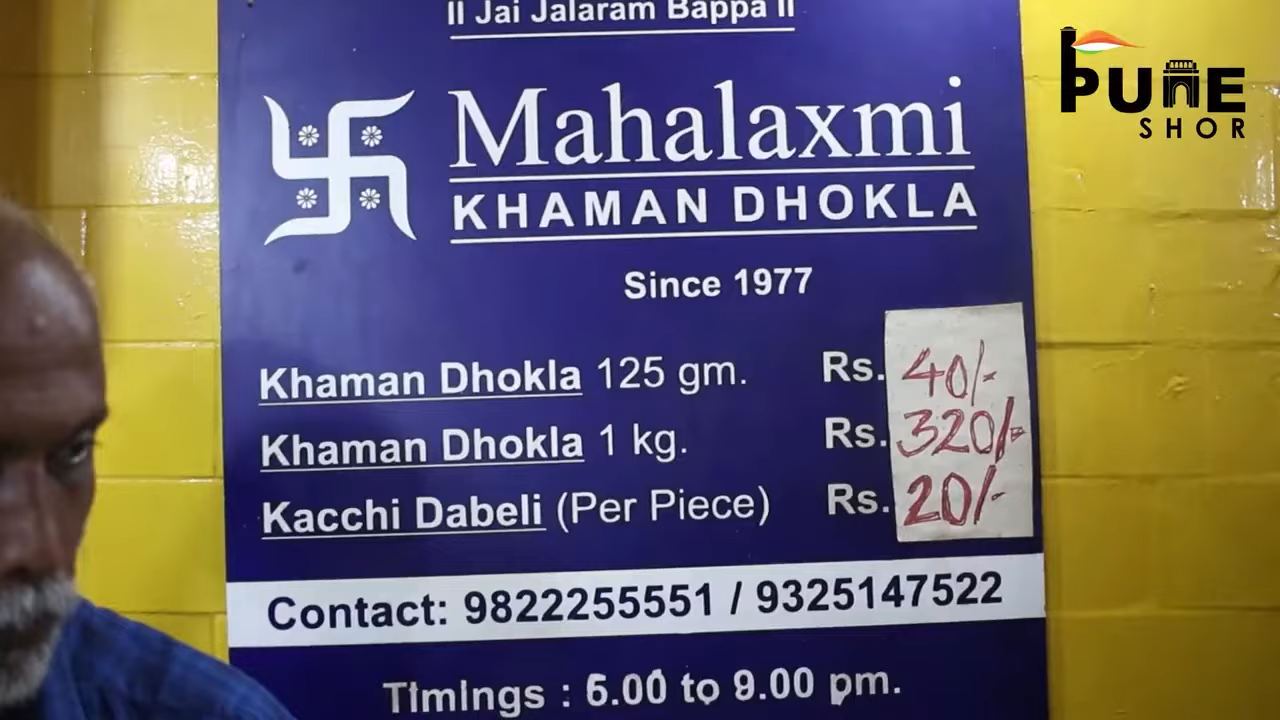 II Jai Jalaram Bappa II
PUNE
SHOR
Mahalaxmi
KHAMAN DHOKLA
Since 1977
Khaman Dhokla 125 gm. Rs. 40/-
Khaman Dhokla 1 kg. Rs. 320/-
Kacchi Dabeli (Per Piece) Rs. 20/-
Contact: 9822255551 / 9325147522
Timings : 6.00 to 9.00 pm.